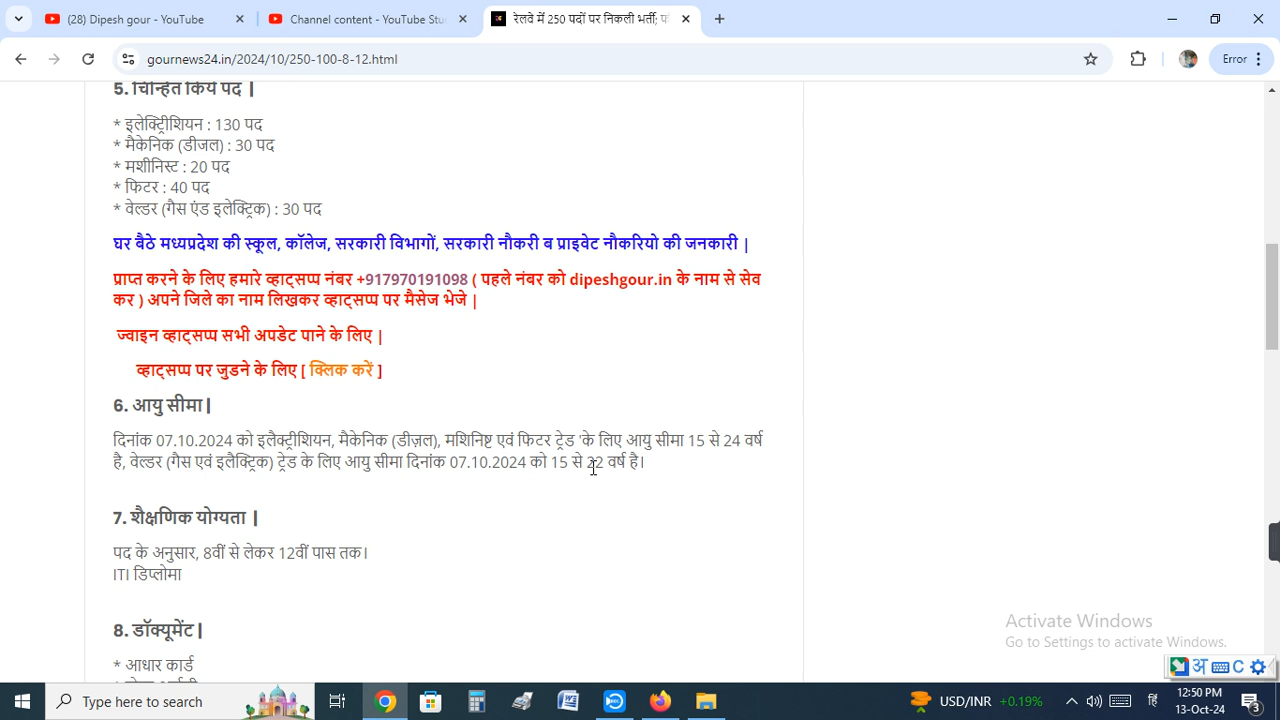 (28) Dipesh gour - YouTube
Channel content - YouTube Stu
रेलवे में 250 पदों पर निकली भर्ती;
gournews24.in/2024/10/250-100-8-12.html
Error
5. चिन्हित किये पद |
* इलेक्ट्रिीशियन : 130 पद
* मैकेनिक (डीजल) : 30 पद
* मशीनिस्ट : 20 पद
* फिटर : 40 पद
* वेल्डर (गैस एंड इलेक्ट्रिक) : 30 पद
घर बैठे मध्यप्रदेश की स्कूल, कॉलेज, सरकारी विभागों, सरकारी नौकरी ब प्राइवेट नौकरियो की जनकारी |
प्राप्त करने के लिए हमारे व्हाट्सप्प नंबर +917970191098 ( पहले नंबर को dipeshgour.in के नाम से सेव
कर ) अपने जिले का नाम लिखकर व्हाट्सप्प पर मैसेज भेजे |
ज्वाइन व्हाट्सप्प सभी अपडेट पाने के लिए |
व्हाट्सप्प पर जुडने के लिए [ क्लिक करें ]
6. आयु सीमा|
दिनांक 07.10.2024 को इलैक्ट्रीशियन, मैकेनिक (डीज़ल), मशिनिष्ट एवं फिटर ट्रेड 'के लिए आयु सीमा 15 से 24 वर्ष
है, वेल्डर (गैस एवं इलैक्ट्रिक) ट्रेड के लिए आयु सीमा दिनांक 07.10.2024 को 15 से 22 वर्ष है।
7. शैक्षणिक योग्यता |
पद के अनुसार, 8वीं से लेकर 12वीं पास तक।
ITI डिप्लोमा
8. डॉक्यूमेंट|
* आधार कार्ड
Activate Windows
Go to Settings to activate Windows.
अ C
Type here to search
USD/INR +0.19%
हिं
12:50 PM
13-Oct-24
3